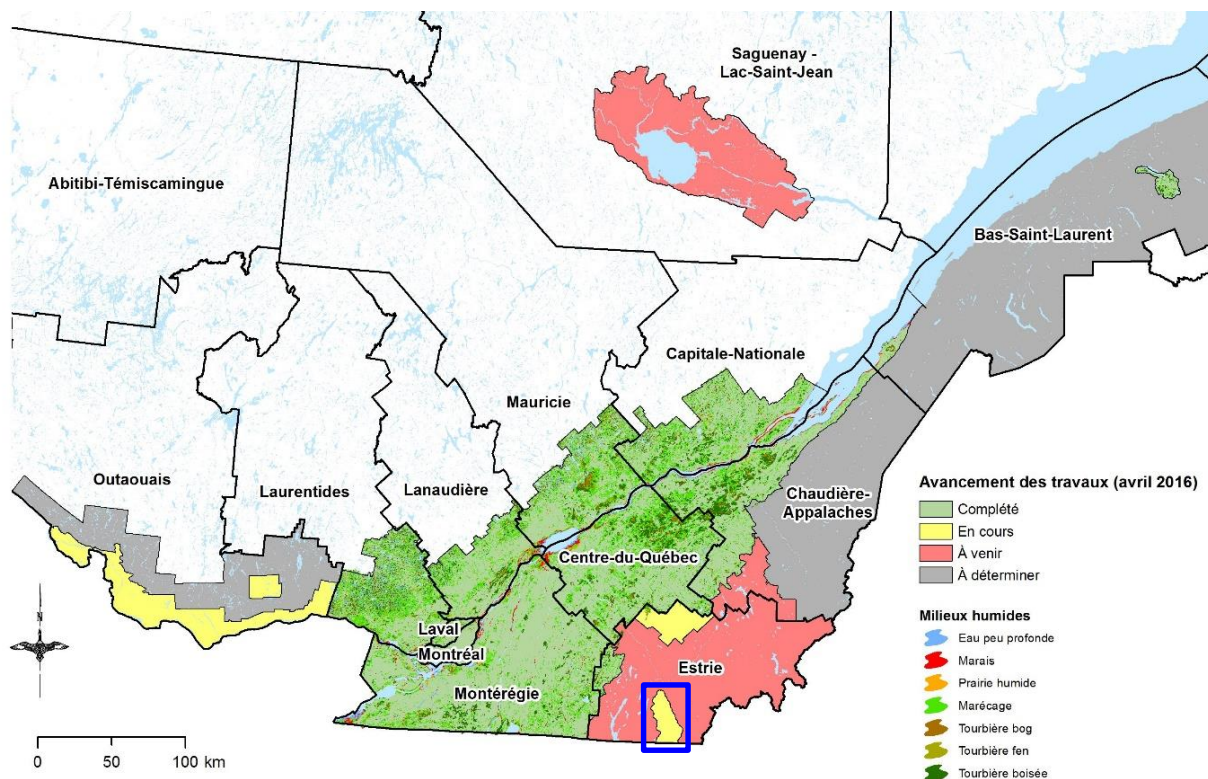 Saguenay -
Lac-Saint-Jean
Abitibi-Témiscamingue
Bas-Saint-Laurent
Capitale-Nationale
Mauricie
Outaouais
Laurentides
Lanaudière
Chaudière-
Appalaches
Centre-du-Québec
Laval
Montréal
Montérégie
Estrie
N
0 50 100 km
Avancement des travaux (avril 2016)
Complété
En cours
À venir
À déterminer
Milieux humides
Eau peu profonde
Marais
Prairie humide
Marécage
Tourbière bog
Tourbière fen
Tourbière boisée